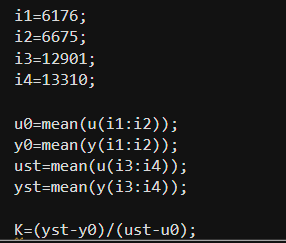 i1=6176;
i2=6675;
i3=12901;
i4=13310;
u0=mean(u(i1:i2));
y0=mean(y(i1:i2));
ust=mean(u(i3:i4));
yst=mean(y(i3:i4));
K=(yst-y0)/(ust-u0);